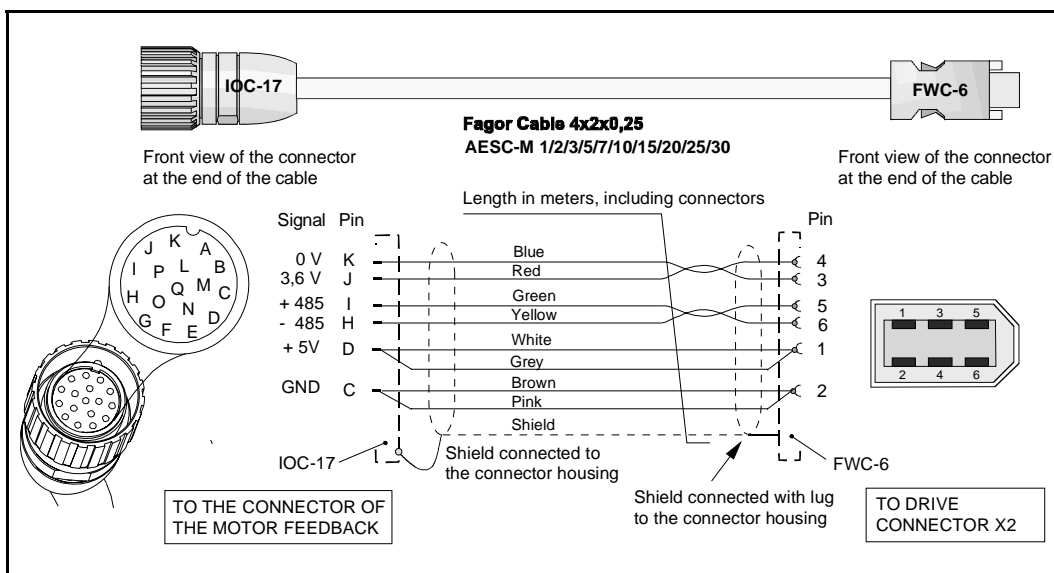 IOC-17
FWC-6
Fagor Cable 4x2x0,25
AESC-M 1/2/3/5/7/10/15/20/25/30
Front view of the connector
at the end of the cable
Front view of the connector
at the end of the cable
Length in meters, including connectors
Signal Pin
Pin
0 V K Blue 4
3,6 V J Red 3
+ 485 I Green 5
- 485 H Yellow 6
+ 5V D White 1
Grey
GND C Brown 2
Pink
Shield
J K A
I P L B
H O Q M C
G F N E D
1 3 5
2 4 6
IOC-17
Shield connected to
the connector housing
FWC-6
Shield connected with lug
to the connector housing
TO THE CONNECTOR OF
THE MOTOR FEEDBACK
TO DRIVE
CONNECTOR X2